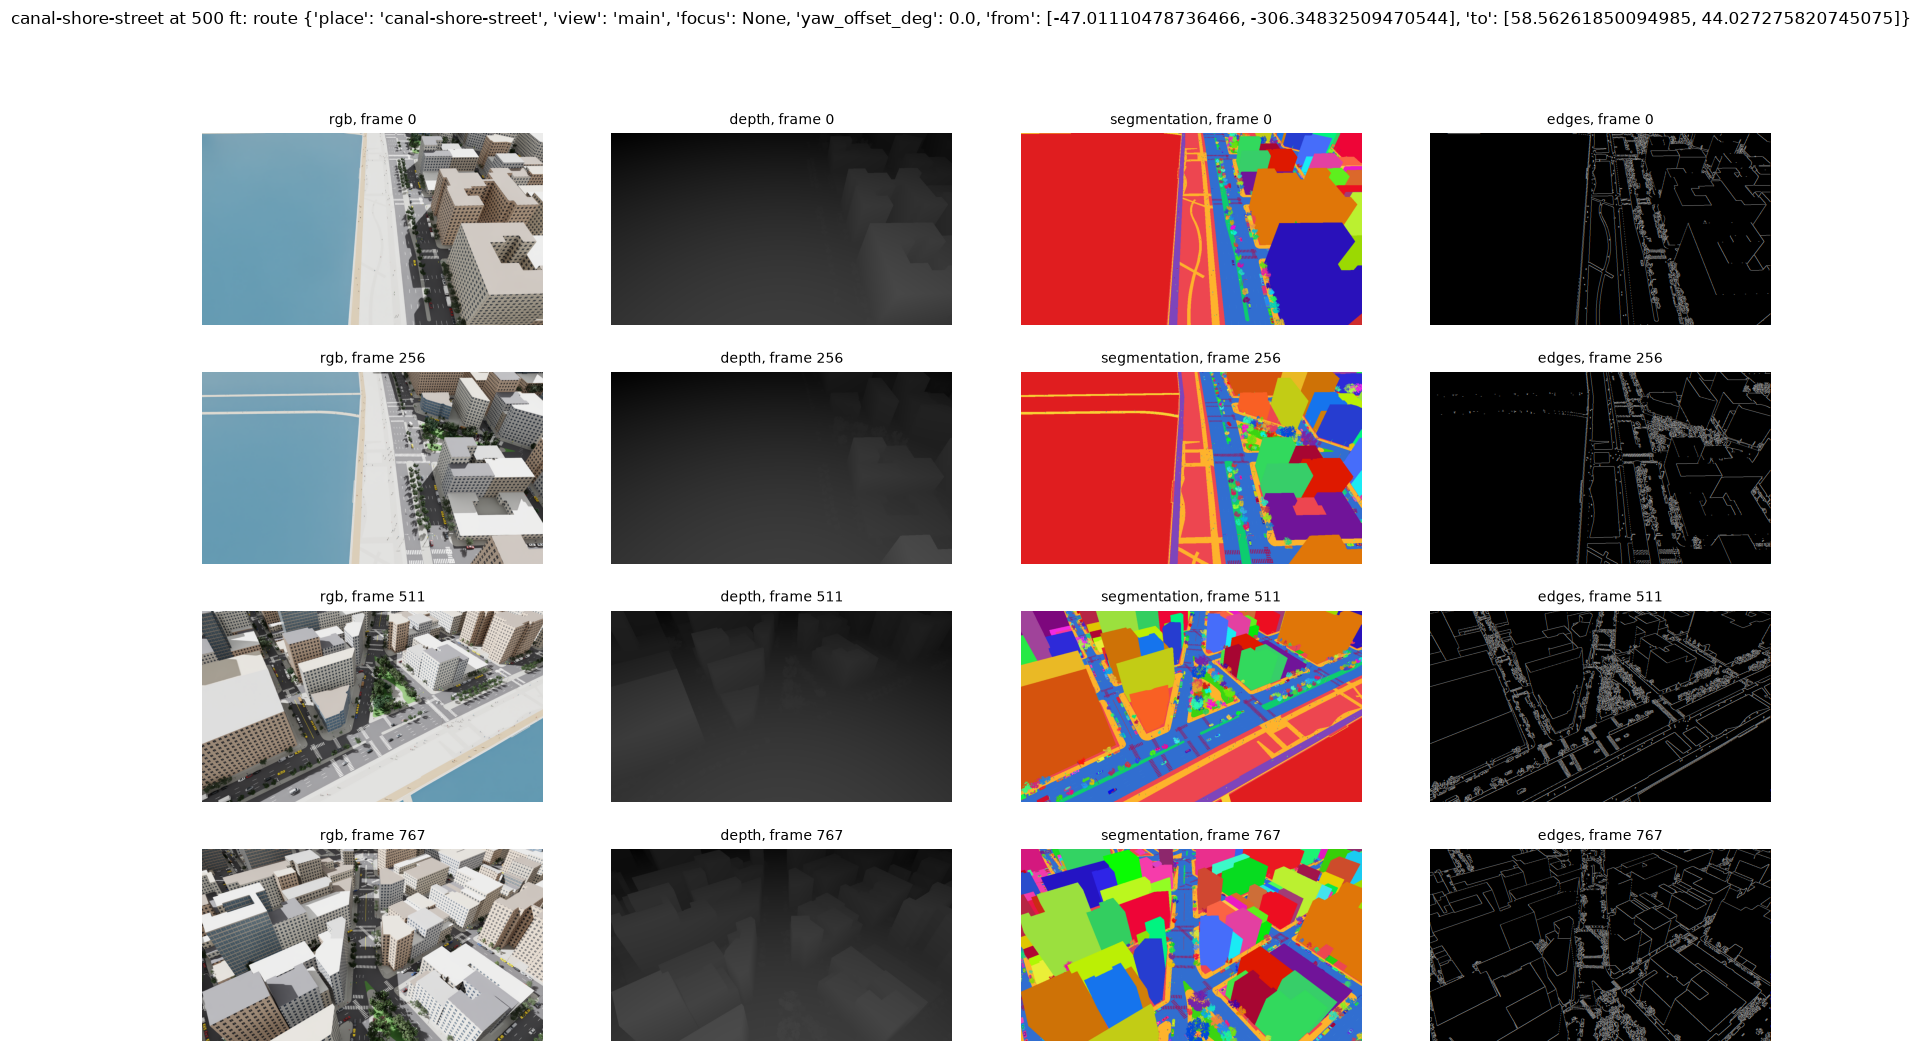 canal-shore-street at 500 ft: route {'place': 'canal-shore-street', 'view': 'main', 'focus': None, 'yaw_offset_deg': 0.0, 'from': [-47.01110478736466, -306.34832509470544], 'to': [58.56261850094985, 44.027275820745075]}
rgb, frame 0
depth, frame 0
segmentation, frame 0
edges, frame 0
rgb, frame 256
depth, frame 256
segmentation, frame 256
edges, frame 256
rgb, frame 511
depth, frame 511
segmentation, frame 511
edges, frame 511
rgb, frame 767
depth, frame 767
segmentation, frame 767
edges, frame 767